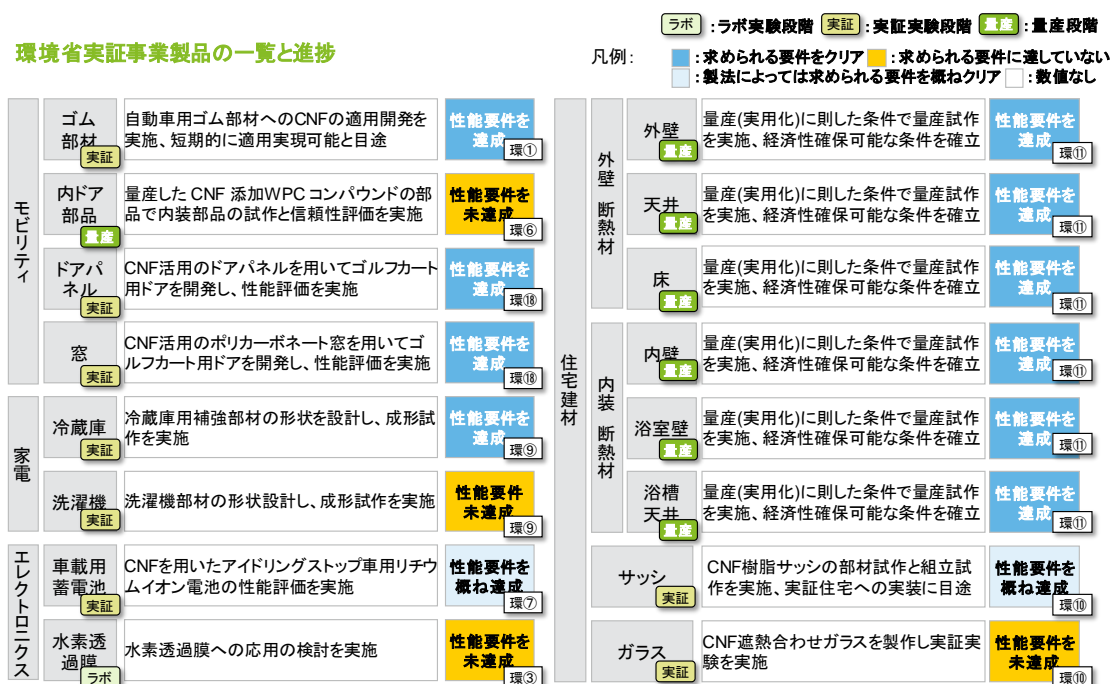 ラボ：ラボ実験段階 実証：実証実験段階 量産：量産段階
環境省実証事業製品の一覧と進捗
凡例：
：求められる要件をクリア ：求められる要件に達していない
：製法によっては求められる要件を概ねクリア ：数値なし
モビリティ
ゴム
部材
実証
自動車用ゴム部材へのCNFの適用開発を
実施、短期的に適用実現可能と目途
性能要件を
達成
環①
内ドア
部品
量産
量産した CNF 添加WPC コンパウンドの部
品で内装部品の試作と信頼性評価を実施
性能要件を
未達成
環⑥
ドアパ
ネル
実証
CNF活用のドアパネルを用いてゴルフカート
用ドアを開発し、性能評価を実施
性能要件を
達成
環⑱
窓
実証
CNF活用のポリカーボネート窓を用いてゴ
ルフカート用ドアを開発し、性能評価を実施
性能要件を
達成
環⑱
家電
冷蔵庫
実証
冷蔵庫用補強部材の形状を設計し、成形試
作を実施
性能要件を
達成
環⑨
洗濯機
実証
洗濯機部材の形状設計し、成形試作を実施
性能要件
未達成
環⑨
エレクトロニクス
車載用
蓄電池
実証
CNFを用いたアイドリングストップ車用リチウ
ムイオン電池の性能評価を実施
性能要件を
概ね達成
環⑦
水素透
過膜
ラボ
水素透過膜への応用の検討を実施
性能要件を
未達成
環③
住宅建材
外壁 断熱材
外壁
量産
量産(実用化)に則した条件で量産試作
を実施、経済性確保可能な条件を確立
性能要件を
達成
環⑪
天井
量産
量産(実用化)に則した条件で量産試作
を実施、経済性確保可能な条件を確立
性能要件を
達成
環⑪
床
量産
量産(実用化)に則した条件で量産試作
を実施、経済性確保可能な条件を確立
性能要件を
達成
環⑪
内装 断熱材
内壁
量産
量産(実用化)に則した条件で量産試作
を実施、経済性確保可能な条件を確立
性能要件を
達成
環⑪
浴室壁
量産
量産(実用化)に則した条件で量産試作
を実施、経済性確保可能な条件を確立
性能要件を
達成
環⑪
浴槽
天井
量産
量産(実用化)に則した条件で量産試作
を実施、経済性確保可能な条件を確立
性能要件を
達成
環⑪
サッシ
実証
CNF樹脂サッシの部材試作と組立試
作を実施、実証住宅への実装に目途
性能要件を
概ね達成
環⑩
ガラス
実証
CNF遮熱合わせガラスを製作し実証実
験を実施
性能要件を
未達成
環⑩